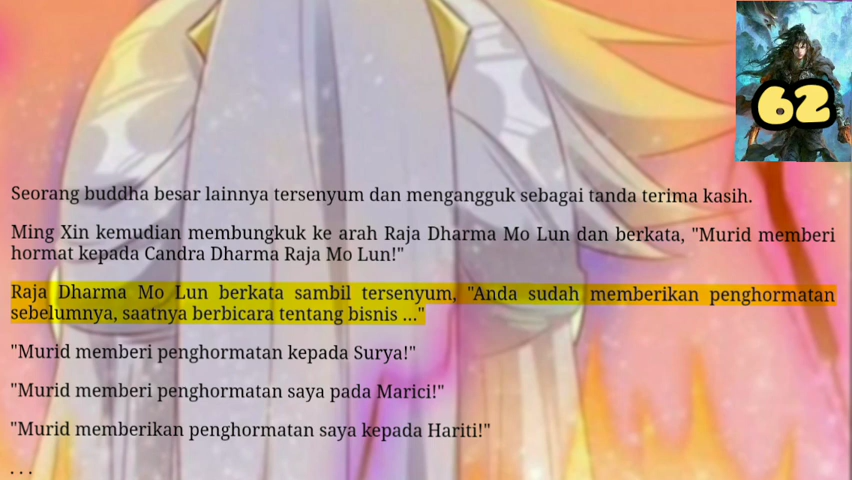 62
Seorang buddha besar lainnya tersenyum dan mengangguk sebagai tanda terima kasih.
Ming Xin kemudian membungkuk ke arah Raja Dharma Mo Lun dan berkata, "Murid memberi
hormat kepada Candra Dharma Raja Mo Lun!"
Raja Dharma Mo Lun berkata sambil tersenyum, "Anda sudah memberikan penghormatan
sebelumnya, saatnya berbicara tentang bisnis ..."
"Murid memberi penghormatan kepada Surya!"
"Murid memberi penghormatan saya pada Marici!"
"Murid memberikan penghormatan saya kepada Hariti!"
. . .